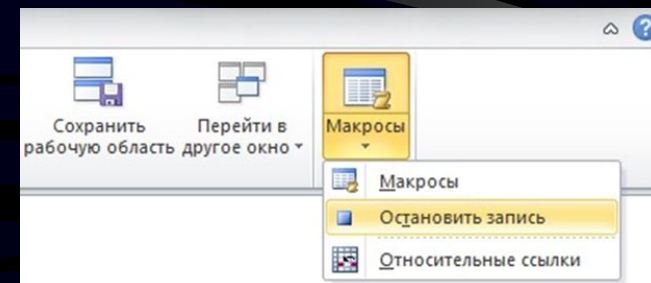 Сохранить
рабочую область
Перейти в
другое окно
Макросы
Макросы
Остановить запись
Относительные ссылки